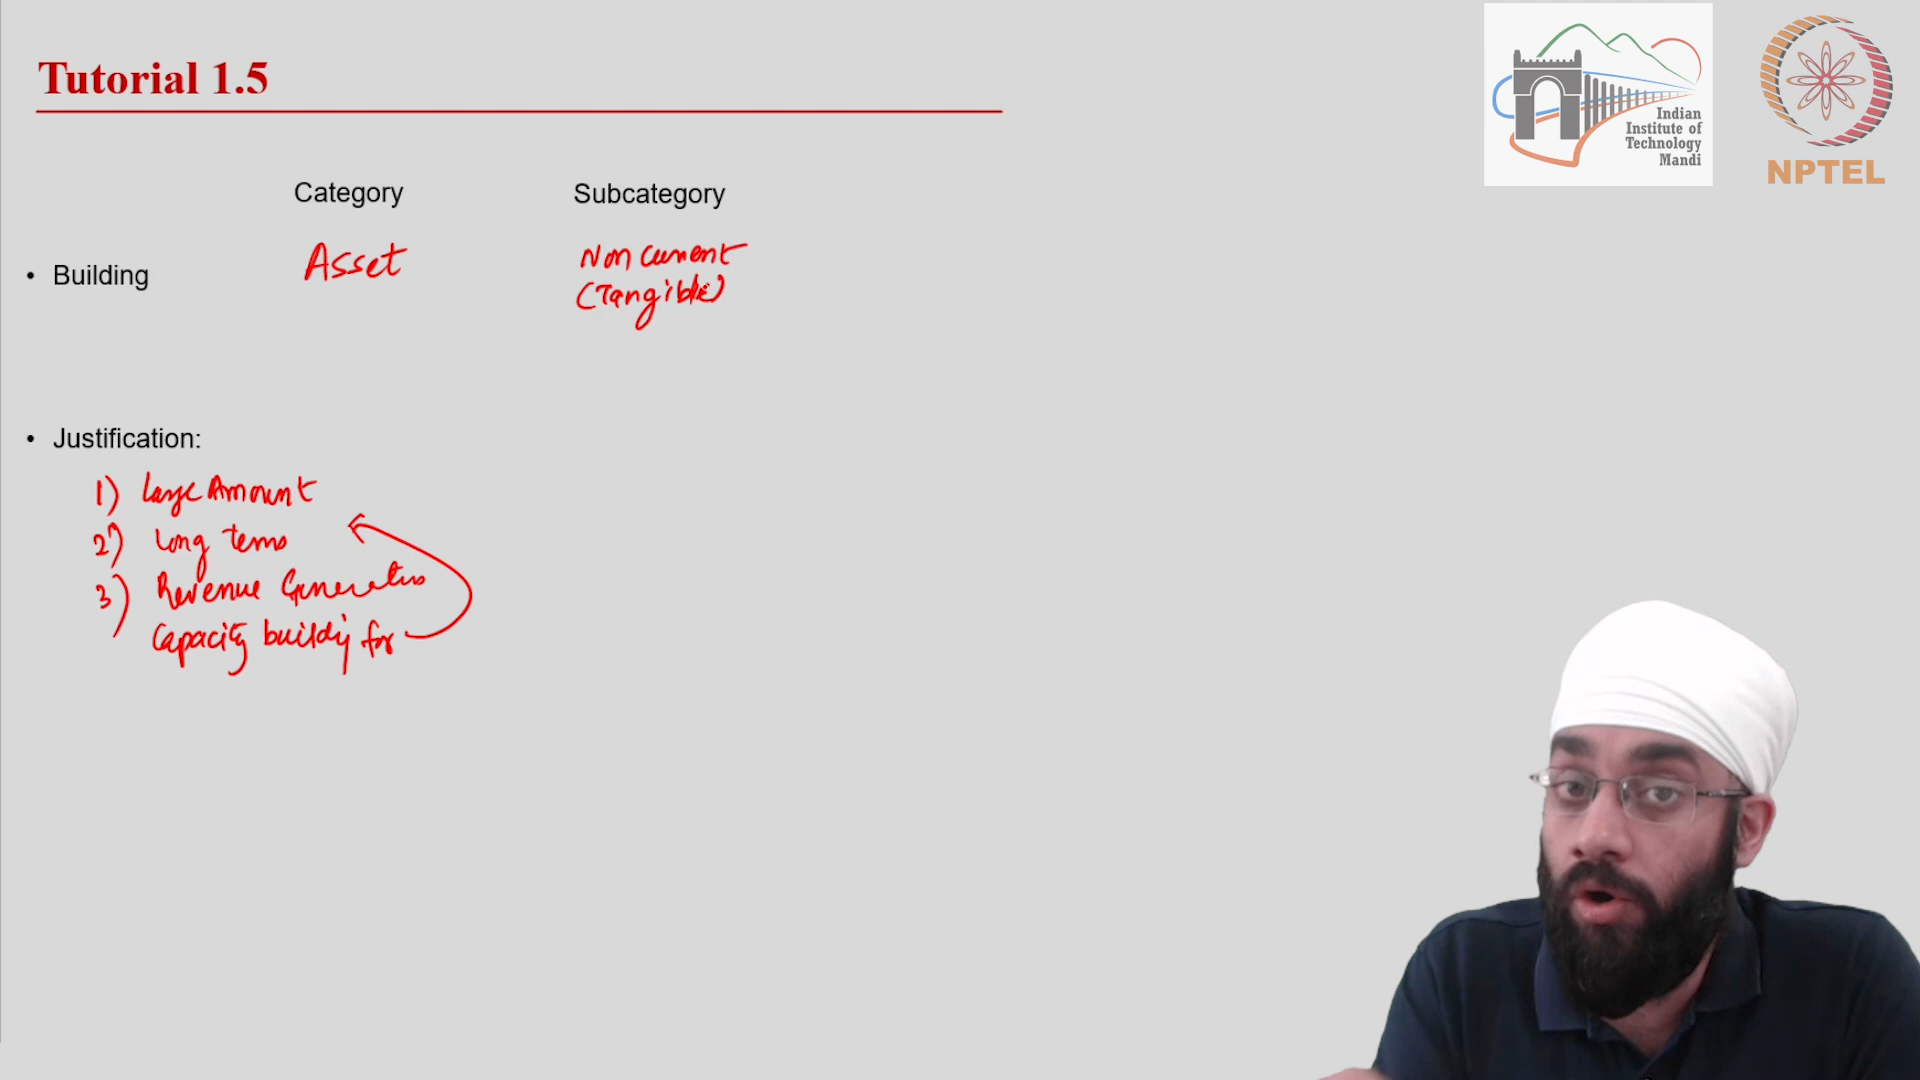 Tutorial 1.5
Indian
Institute of
Technology
Mandi
NPTEL
Category Subcategory
• Building Asset Non Current
(Tangible)
• Justification:
1) Large Amount
2) Long term
3) Revenue Generation
Capacity building for